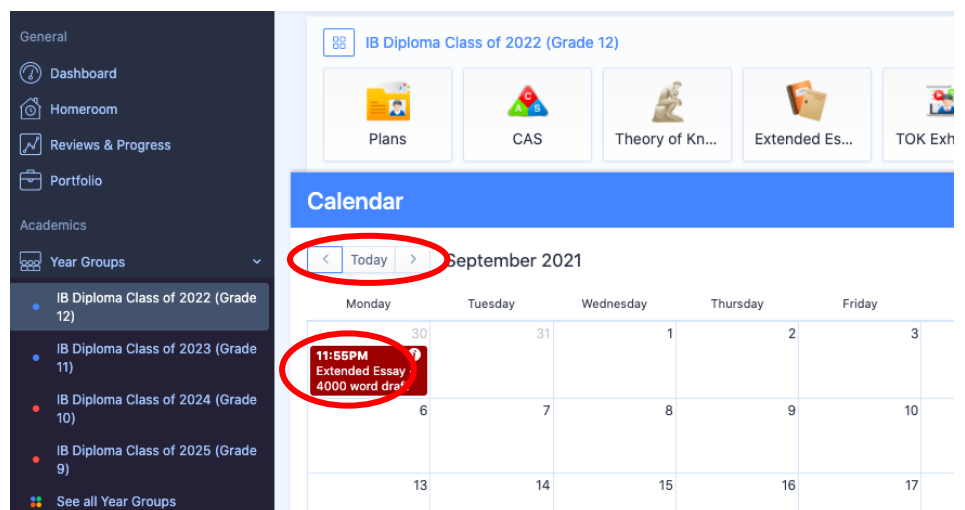 General
Dashboard
Homeroom
Reviews & Progress
Portfolio
Academics
Year Groups
IB Diploma Class of 2022 (Grade
12)
IB Diploma Class of 2023 (Grade
11)
IB Diploma Class of 2024 (Grade
10)
IB Diploma Class of 2025 (Grade
9)
See all Year Groups
IB Diploma Class of 2022 (Grade 12)
Plans
CAS
Theory of Kn...
Extended Es...
TOK Exh
Calendar
< Today >
September 2021
Monday Tuesday Wednesday Thursday Friday
30 31 1 2 3
11:55PM
Extended Essay -
4000 word draft
6 7 8 9 10
13 14 15 16 17